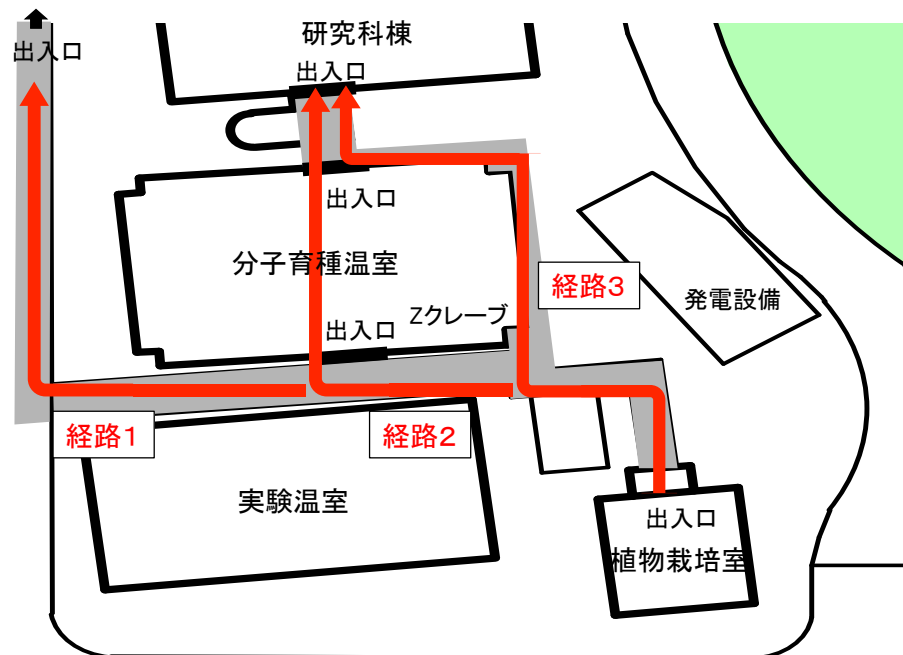 研究科棟
出入口
出入口
出入口
分子育種温室
経路3
発電設備
Zクレーブ
出入口
経路1
経路2
実験温室
出入口
植物栽培室